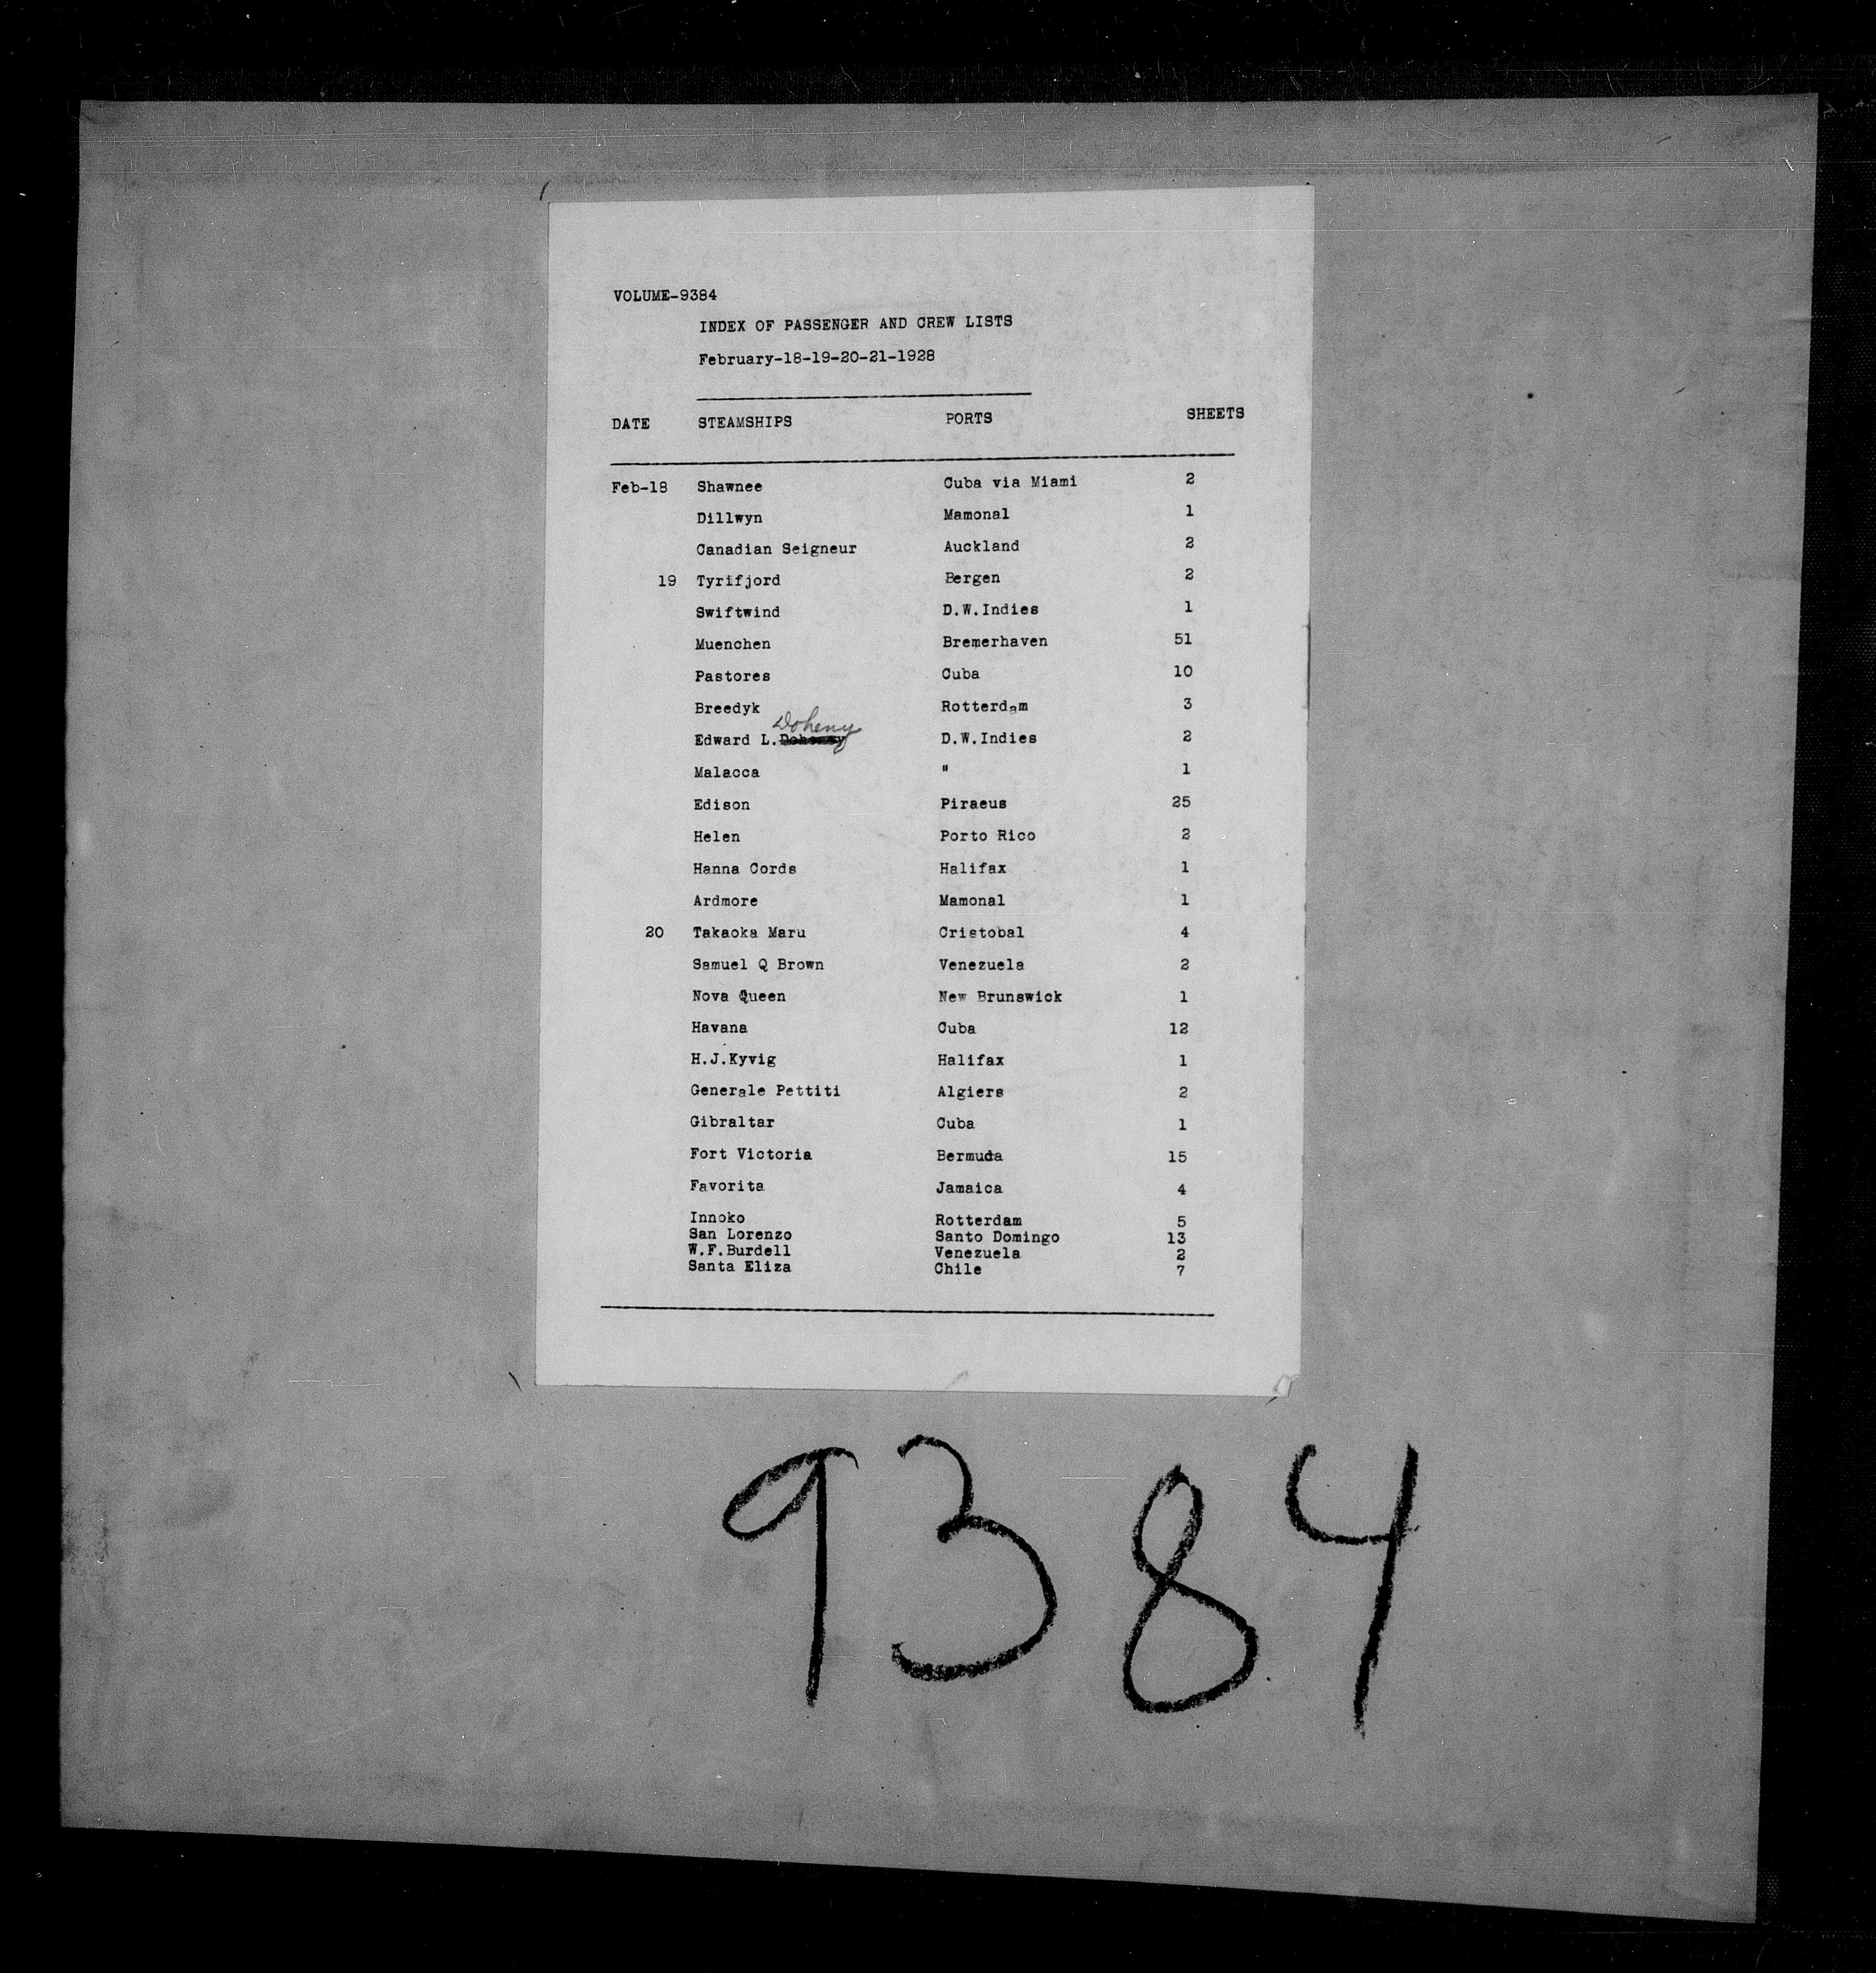 VOLUME-9384
INDEX OF PASSENGER AND CREW LISTS
February-18-19-20-21-1928
DATE STEAMSHIPS PORTS SHEETS
Feb-18 Shawnee Cuba via Miami 2
Dillwyn Mamonal 1
Canadian Seigneur Auckland 2
19 Tyrifjord Bergen 2
Swiftwind D.W.Indies 1
Muenchen Bremerhaven 51
Pastores Cuba 10
Breedyk Rotterdam 3
Edward L. Doheny D.W.Indies 2
Malacca " 1
Edison Piraeus 25
Helen Porto Rico 2
Hanna Cords Halifax 1
Ardmore Mamonal 1
20 Takaoka Maru Cristobal 4
Samuel Q Brown Venezuela 2
Nova Queen New Brunswick 1
Havana Cuba 12
H.J.Kyvig Halifax 1
Generale Pettiti Algiers 2
Gibraltar Cuba 1
Fort Victoria Bermuda 15
Favorita Jamaica 4
Innoko Rotterdam 5
San Lorenzo Santo Domingo 13
W.F.Burdell Venezuela 2
Santa Eliza Chile 7
9384